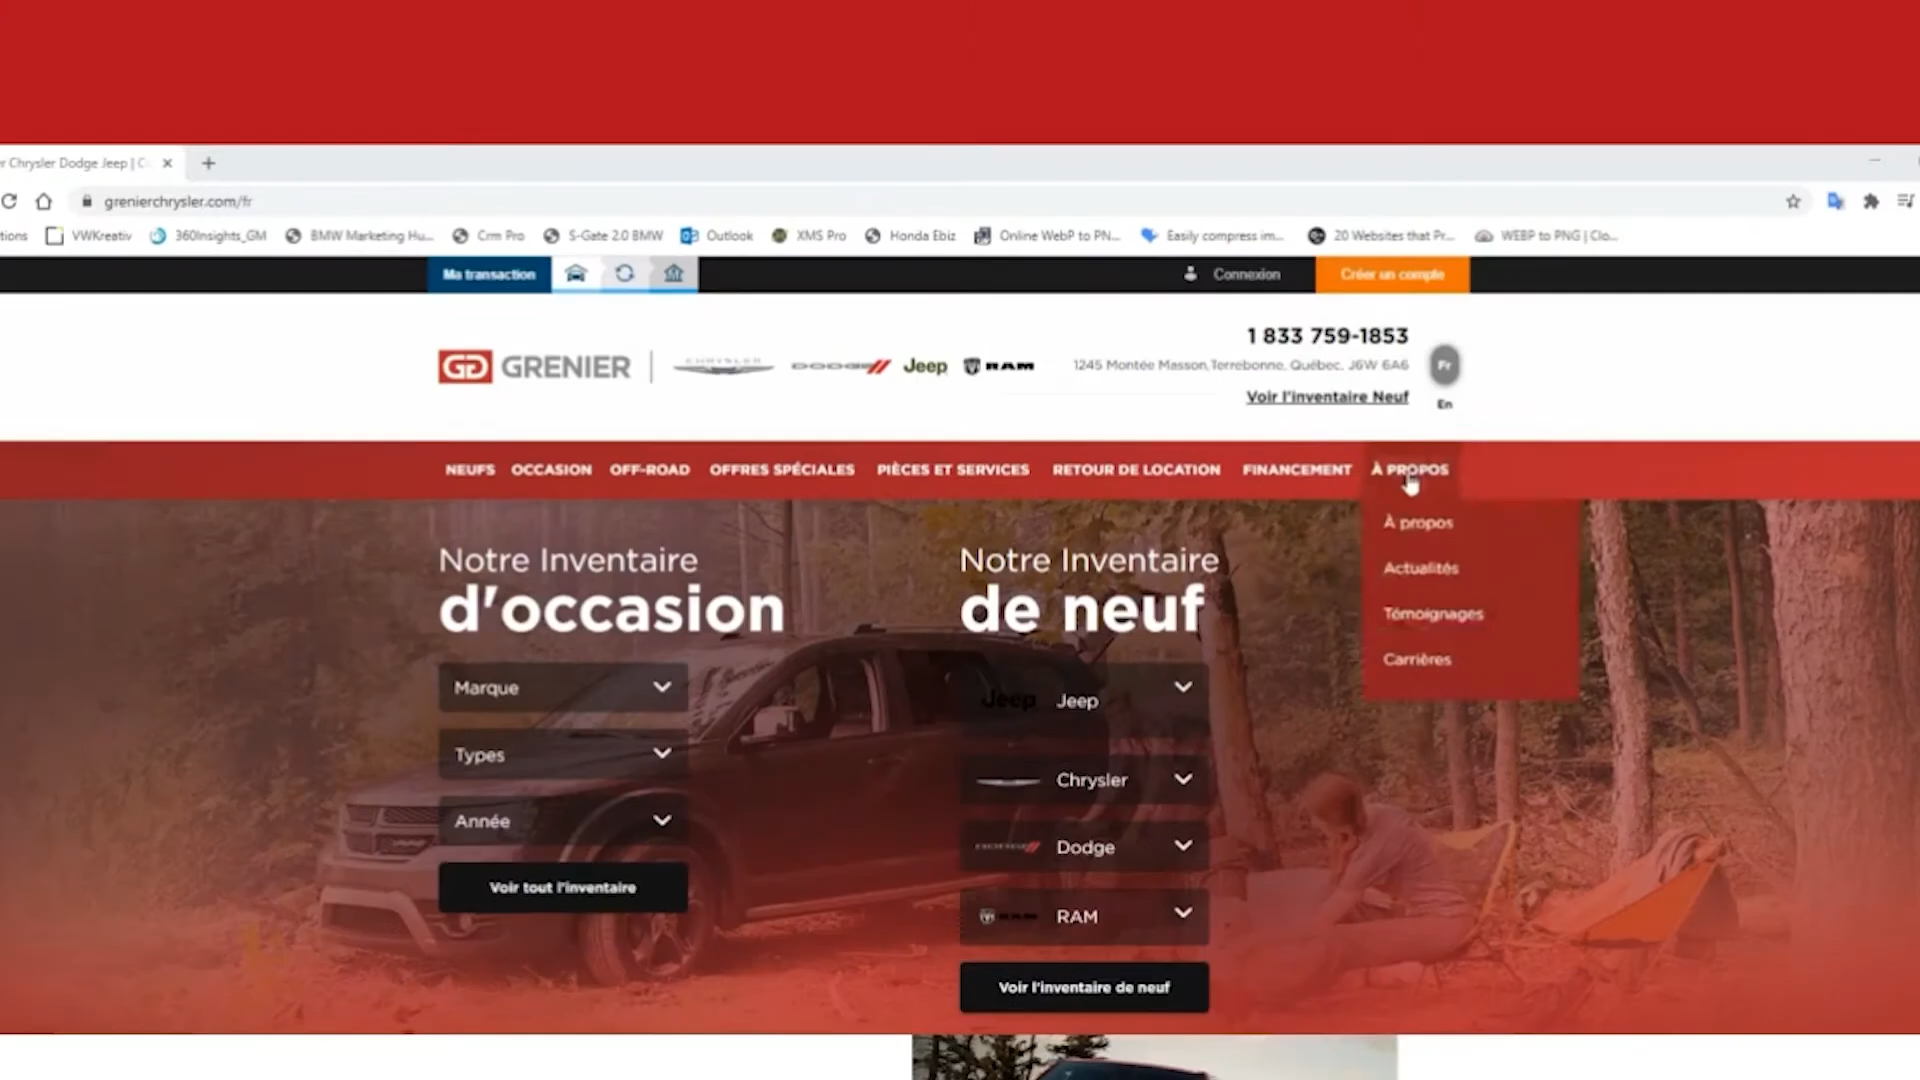 r Chrysler Dodge Jeep | C
grenierchrysler.com/fr
tions VWKreativ 360Insights_GM BMW Marketing Hu... Crm Pro S-Gate 2.0 BMW Outlook XMS Pro Honda Ebiz Online WebP to PN... Easily compress im... 20 Websites that Pr... WEBP to PNG | Clo...
Ma transaction Connexion Créer un compte
1 833 759-1853
GRENIER CHRYSLER DODGE Jeep RAM 1245 Montée Masson, Terrebonne, Québec, J6W 6A6 Fr
Voir l'inventaire Neuf En
NEUFS OCCASION OFF-ROAD OFFRES SPÉCIALES PIÈCES ET SERVICES RETOUR DE LOCATION FINANCEMENT À PROPOS
À propos
Actualités
Témoignages
Carrières
Notre Inventaire
d'occasion
Marque
Types
Année
Voir tout l'inventaire
Notre Inventaire
de neuf
Jeep Jeep
Chrysler
DODGE Dodge
RAM RAM
Voir l'inventaire de neuf